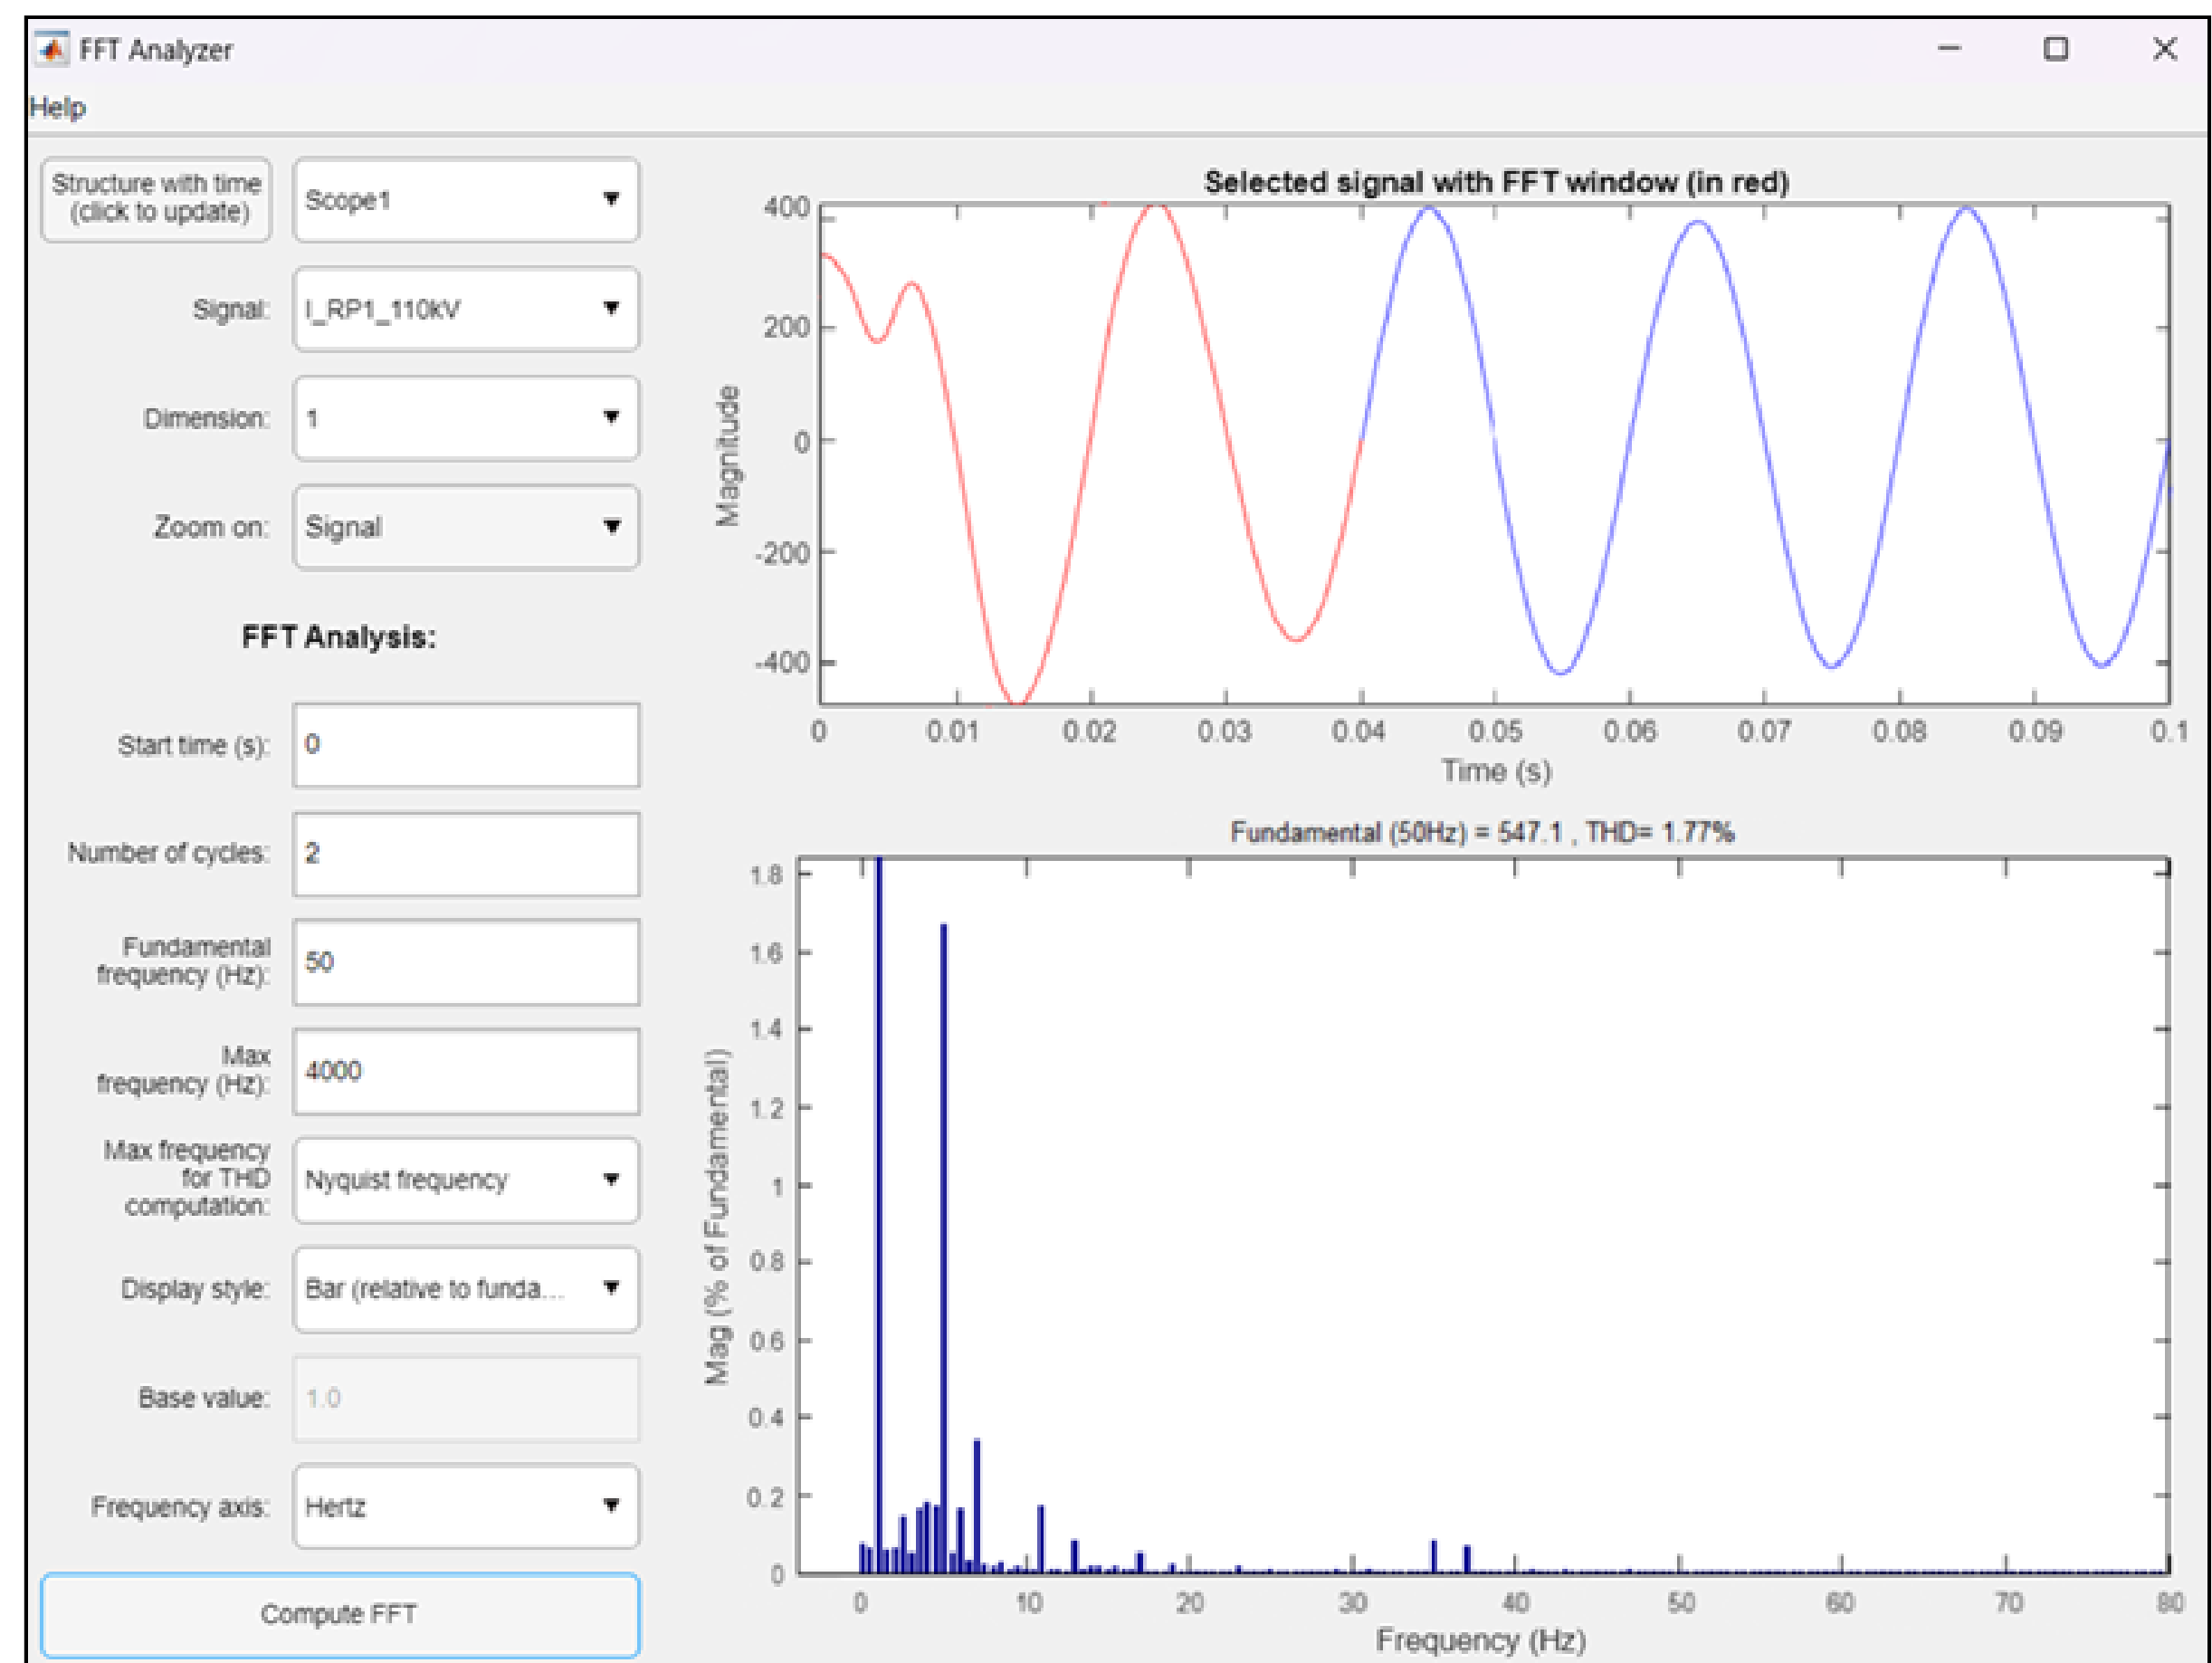 FFT Analyzer
Help
Structure with time
(click to update)
Scope1
Signal:
I_RP1_110kV
Dimension:
1
Zoom on:
Signal
FFT Analysis:
Start time (s):
0
Number of cycles:
2
Fundamental
frequency (Hz):
50
Max
frequency (Hz):
4000
Max frequency
for THD
computation:
Nyquist frequency
Display style:
Bar (relative to funda...
Base value:
1.0
Frequency axis:
Hertz
Compute FFT
Selected signal with FFT window (in red)
400
200
0
-200
-400
Magnitude
0 0.01 0.02 0.03 0.04 0.05 0.06 0.07 0.08 0.09 0.1
Time (s)
Fundamental (50Hz) = 547.1 , THD= 1.77%
1.8
1.6
1.4
1.2
1
0.8
0.6
0.4
0.2
0
Mag (% of Fundamental)
0 10 20 30 40 50 60 70 80
Frequency (Hz)